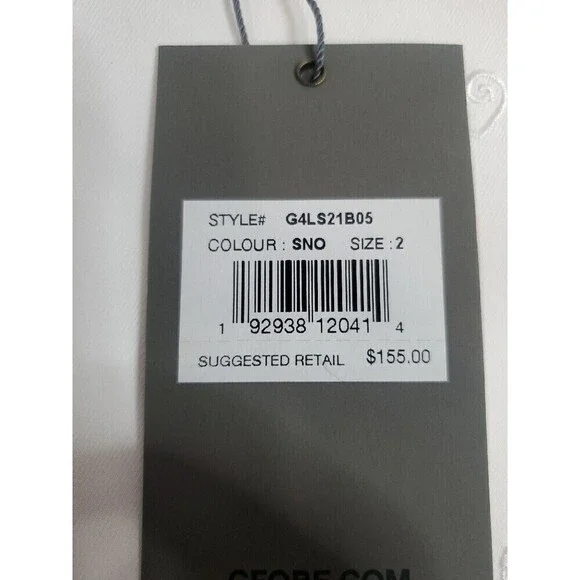 STYLE# G4LS21B05
COLOUR : SNO SIZE : 2
1 92938 12041 4
SUGGESTED RETAIL $155.00